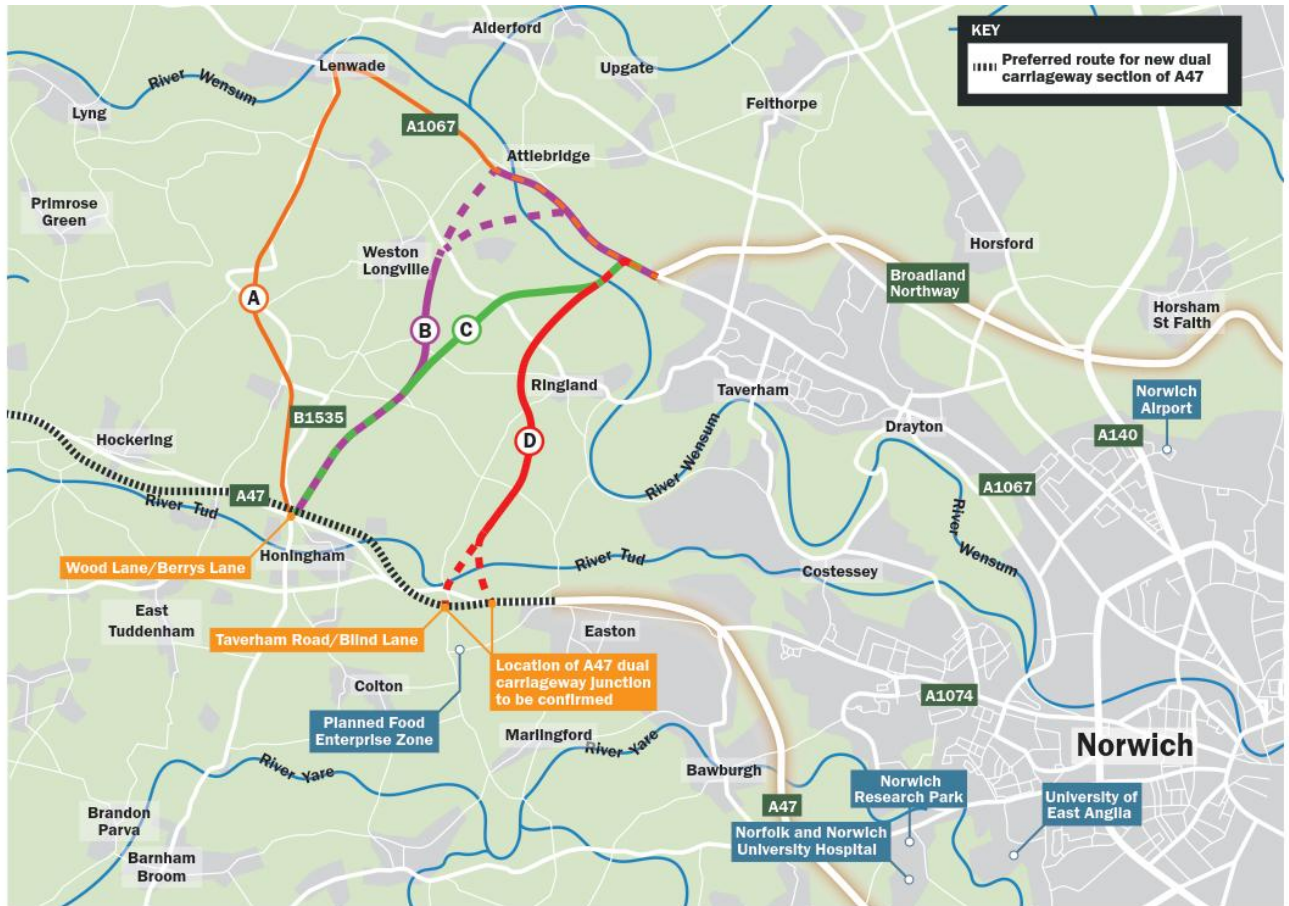 KEY
Preferred route for new dual
carriageway section of A47
Alderford
Upgate
Lenwade
River Wensum
Lyng
Felthorpe
A1067
Attlebridge
Primrose
Green
Weston
Longville
Horsford
Broadland
Northway
Horsham
St Faith
A
B
C
Ringland
Taverham
Norwich
Airport
B1535
Hockering
D
Drayton
A140
River Wensum
A47
River Tud
A1067
River Wensum
Wood Lane/Berrys Lane
Honingham
River Tud
Costessey
East
Tuddenham
Taverham Road/Blind Lane
Easton
Location of A47 dual
carriageway junction
to be confirmed
Colton
A1074
Planned Food
Enterprise Zone
Marlingford
River Yare
Norwich
River Yare
Bawburgh
Norwich
Research Park
University of
East Anglia
A47
Norfolk and Norwich
University Hospital
Brandon
Parva
Barnham
Broom